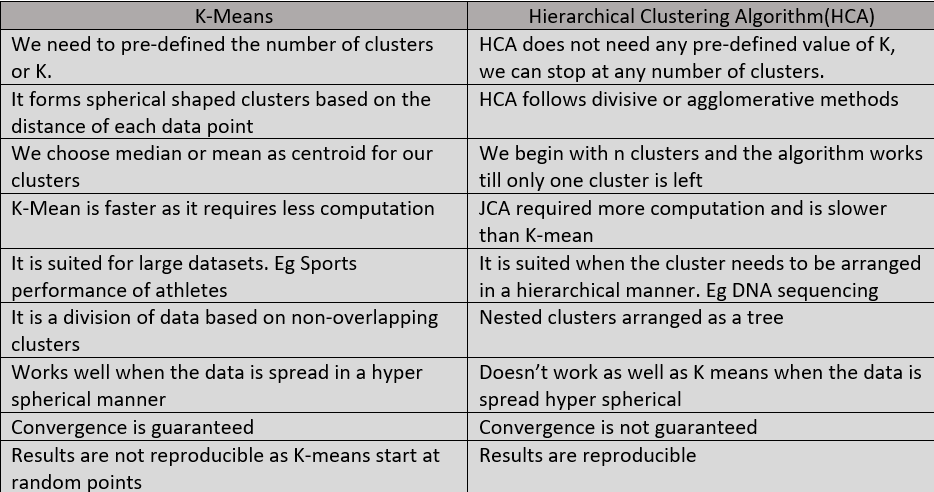 K-Means
Hierarchical Clustering Algorithm(HCA)
We need to pre-defined the number of clusters
or K.
HCA does not need any pre-defined value of K,
we can stop at any number of clusters.
It forms spherical shaped clusters based on the
distance of each data point
HCA follows divisive or agglomerative methods
We choose median or mean as centroid for our
clusters
We begin with n clusters and the algorithm works
till only one cluster is left
K-Mean is faster as it requires less computation
JCA required more computation and is slower
than K-mean
It is suited for large datasets. Eg Sports
performance of athletes
It is suited when the cluster needs to be arranged
in a hierarchical manner. Eg DNA sequencing
It is a division of data based on non-overlapping
clusters
Nested clusters arranged as a tree
Works well when the data is spread in a hyper
spherical manner
Doesn’t work as well as K means when the data is
spread hyper spherical
Convergence is guaranteed
Convergence is not guaranteed
Results are not reproducible as K-means start at
random points
Results are reproducible